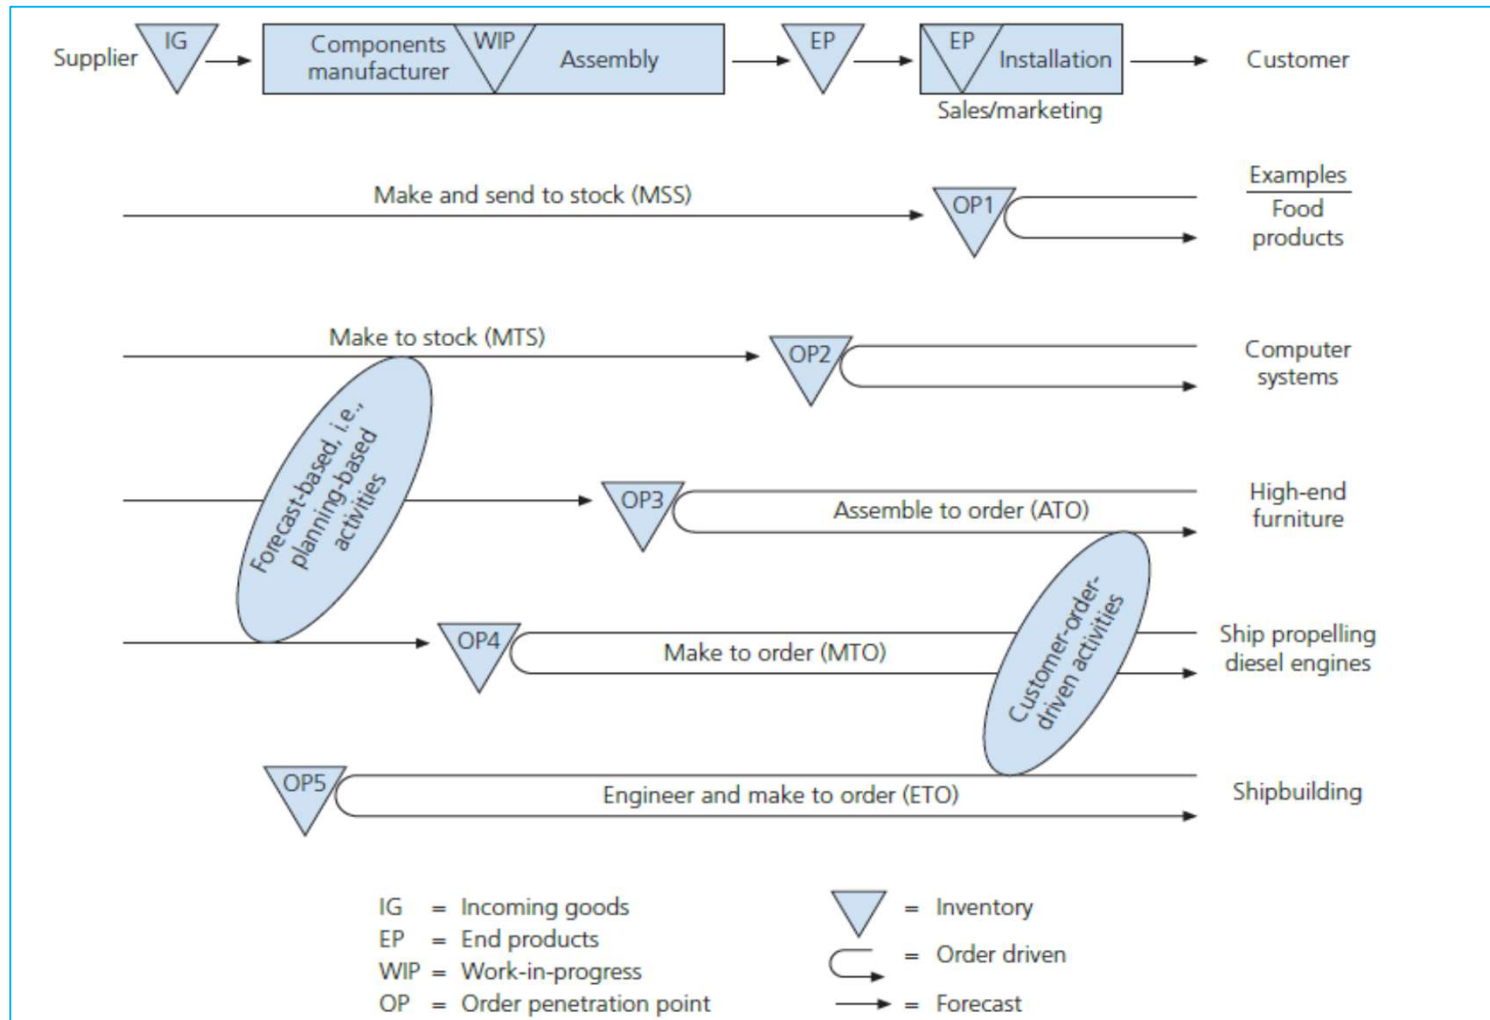 Supplier
IG
Components
manufacturer
WIP
Assembly
EP
EP
Installation
Customer
Sales/marketing
Examples
Make and send to stock (MSS)
OP1
Food
products
Make to stock (MTS)
OP2
Computer
systems
Forecast-based, i.e.,
planning-based
activities
OP3
Assemble to order (ATO)
High-end
furniture
OP4
Make to order (MTO)
Customer-order-
driven activities
Ship propelling
diesel engines
OP5
Engineer and make to order (ETO)
Shipbuilding
IG = Incoming goods
EP = End products
WIP = Work-in-progress
OP = Order penetration point
= Inventory
= Order driven
= Forecast